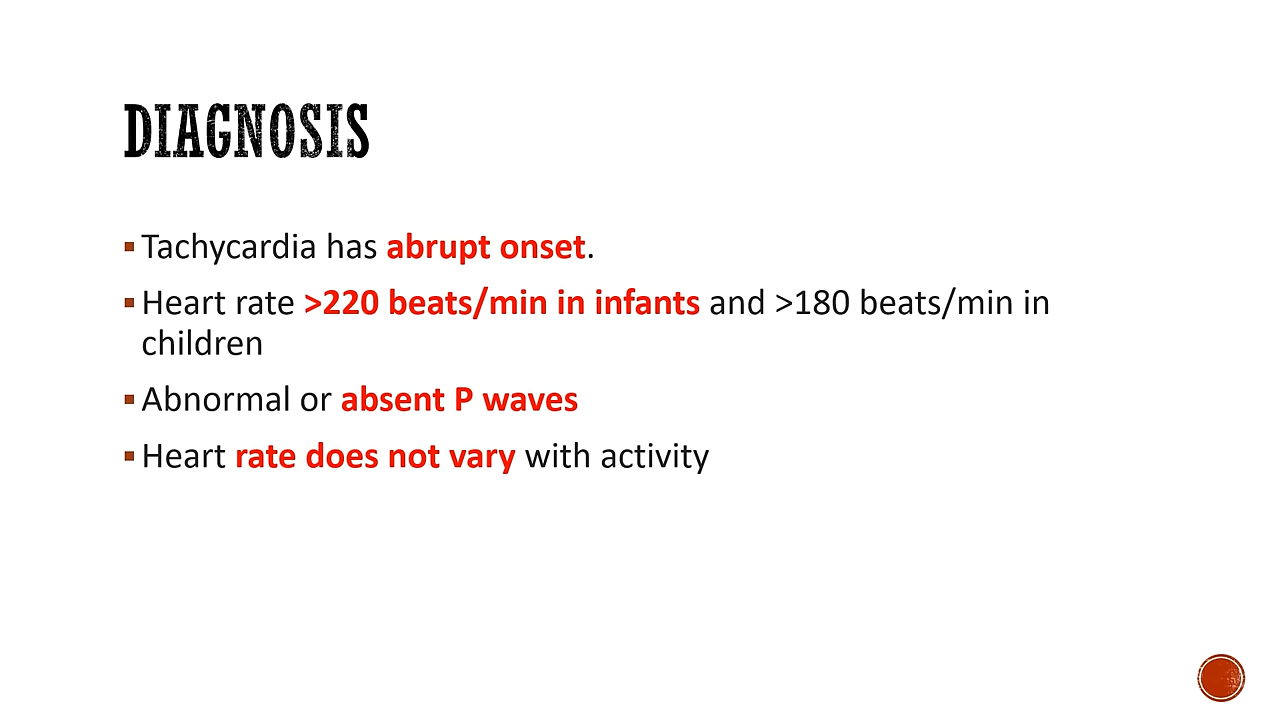 DIAGNOSIS
▪ Tachycardia has abrupt onset.
▪ Heart rate >220 beats/min in infants and >180 beats/min in
children
▪ Abnormal or absent P waves
▪ Heart rate does not vary with activity